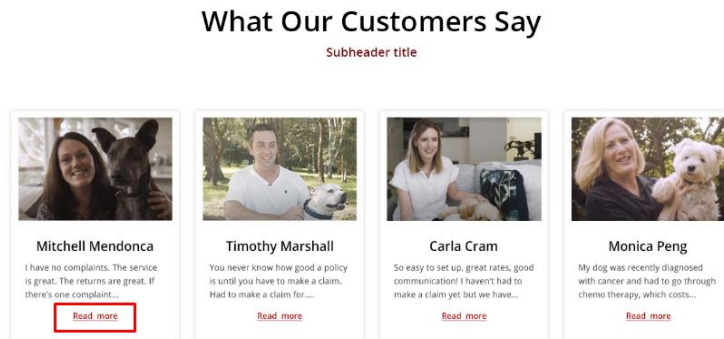 What Our Customers Say
Subheader title
Mitchell Mendonca
I have no complaints. The service
is great. The returns are great. If
there's one complaint...
Read more
Timothy Marshall
You never know how good a policy
is until you have to make a claim.
Had to make a claim for....
Read more
Carla Cram
So easy to set up, great rates, good
communication! I haven't had to
make a claim yet but we have...
Read more
Monica Peng
My dog was recently diagnosed
with cancer and had to go through
chemo therapy, which costs...
Read more